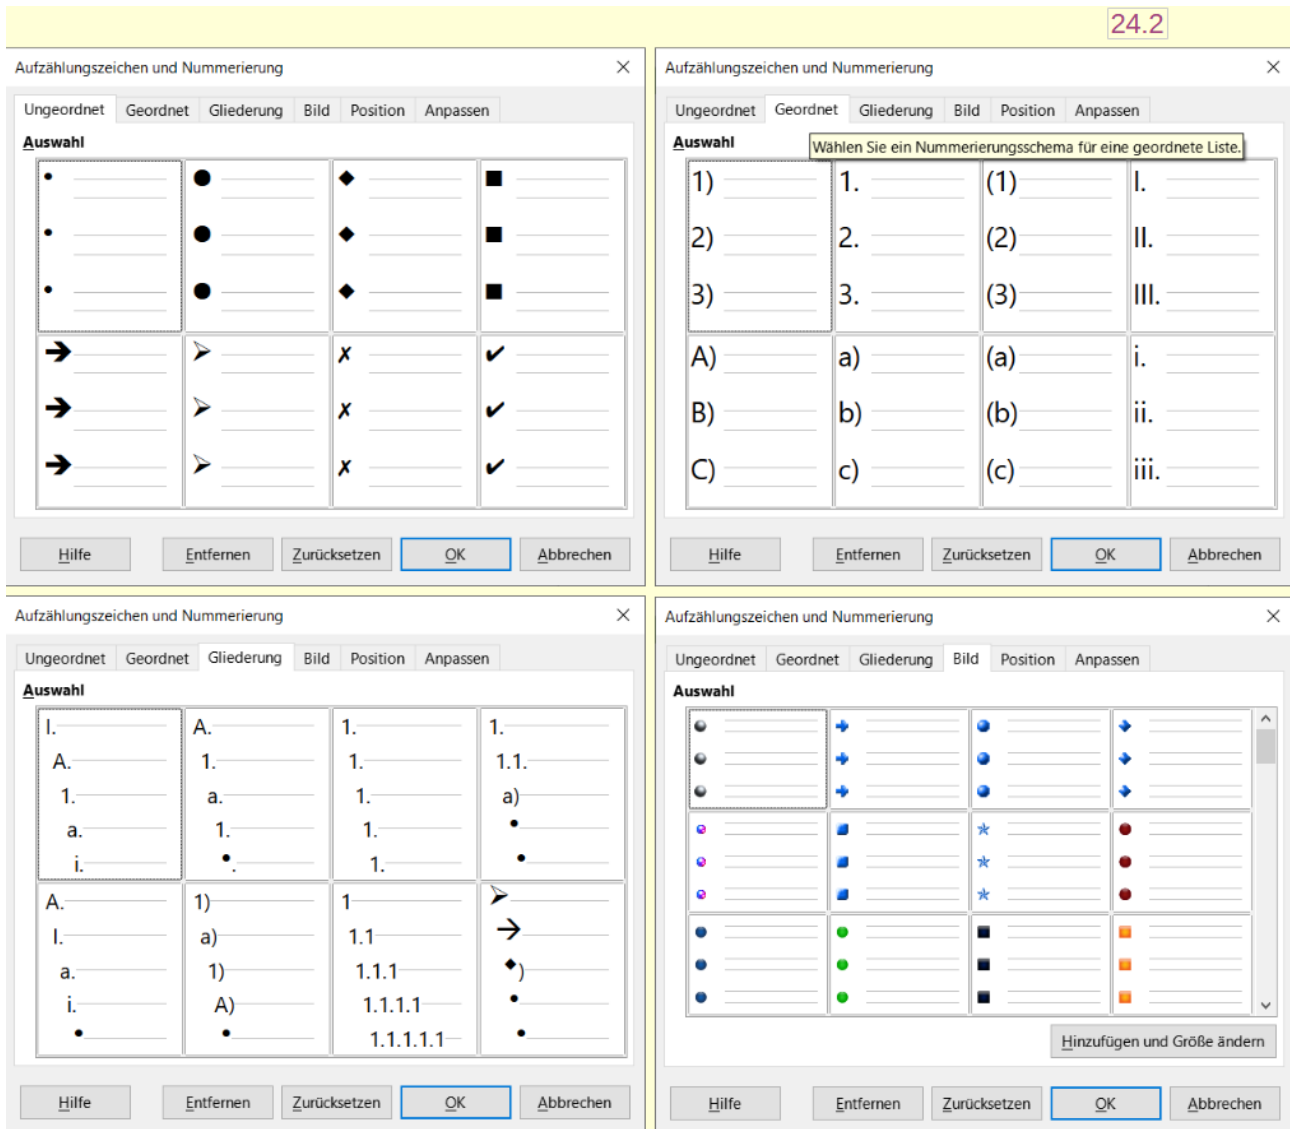 24.2
Aufzählungszeichen und Nummerierung
Ungeordnet Geordnet Gliederung Bild Position Anpassen
Auswahl
Hilfe Entfernen Zurücksetzen OK Abbrechen
Aufzählungszeichen und Nummerierung
Ungeordnet Geordnet Gliederung Bild Position Anpassen
Auswahl
Wählen Sie ein Nummerierungsschema für eine geordnete Liste.
1) 1. (1) I.
2) 2. (2) II.
3) 3. (3) III.
A) a) (a) i.
B) b) (b) ii.
C) c) (c) iii.
Hilfe Entfernen Zurücksetzen OK Abbrechen
Aufzählungszeichen und Nummerierung
Ungeordnet Geordnet Gliederung Bild Position Anpassen
Auswahl
I. A. 1. 1.
A. 1. 1. 1.1.
1. a. 1. a)
a. 1. 1. •
i. •. 1. •
A. 1) 1 ➢
I. a) 1.1 →
a. 1) 1.1.1 ◆)
i. A) 1.1.1.1 •
• • 1.1.1.1.1 •
Hilfe Entfernen Zurücksetzen OK Abbrechen
Aufzählungszeichen und Nummerierung
Ungeordnet Geordnet Gliederung Bild Position Anpassen
Auswahl
Hinzufügen und Größe ändern
Hilfe Entfernen Zurücksetzen OK Abbrechen